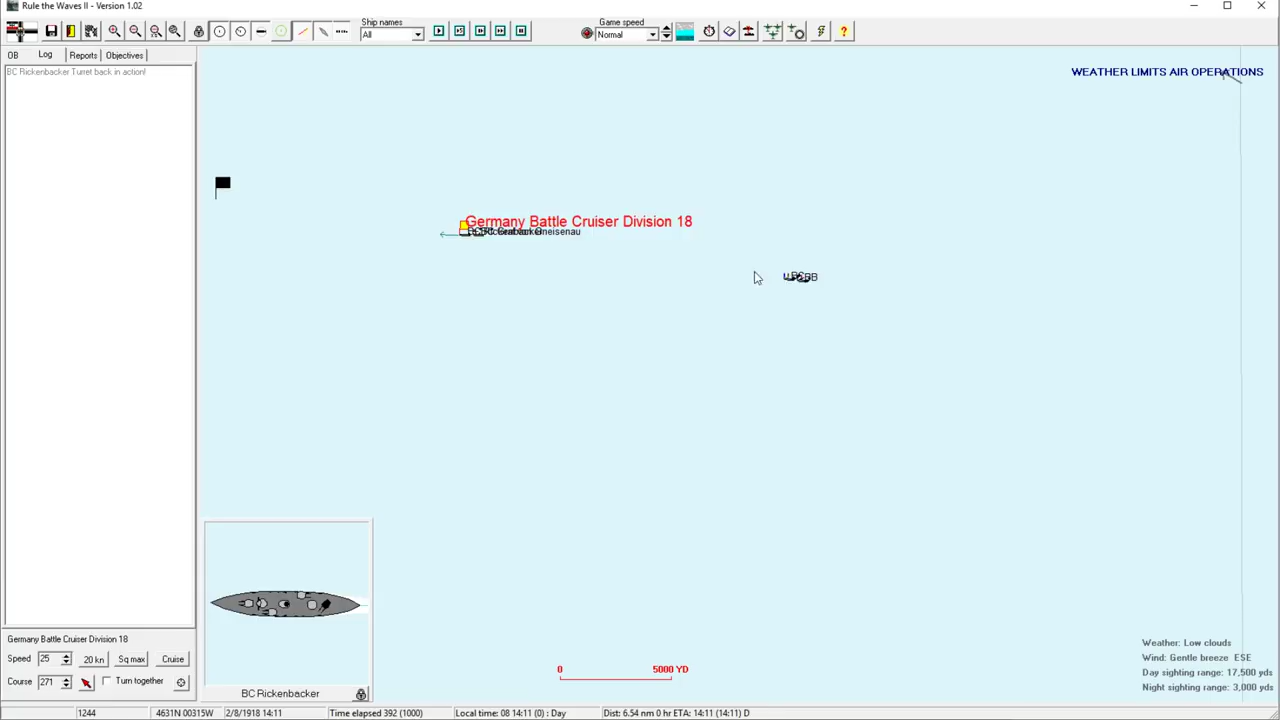 Rule the Waves II - Version 1.02
Ship names
All
Game speed
Normal
OB
Log
Reports
Objectives
BC Rickenbacker Turret back in action!
WEATHER LIMITS AIR OPERATIONS
Germany Battle Cruiser Division 18
Gneisenau
BB
Germany Battle Cruiser Division 18
Speed 25 20 kn Sq max Cruise
Course 271 Turn together
BC Rickenbacker
0 5000 YD
Weather: Low clouds
Wind: Gentle breeze ESE
Day sighting range: 17,500 yds
Night sighting range: 3,000 yds
1244 4631N 00315W 2/8/1918 14:11 Time elapsed 392 (1000) Local time: 08 14:11 (0) : Day Dist: 6.54 nm 0 hr ETA: 14:11 (14:11) D